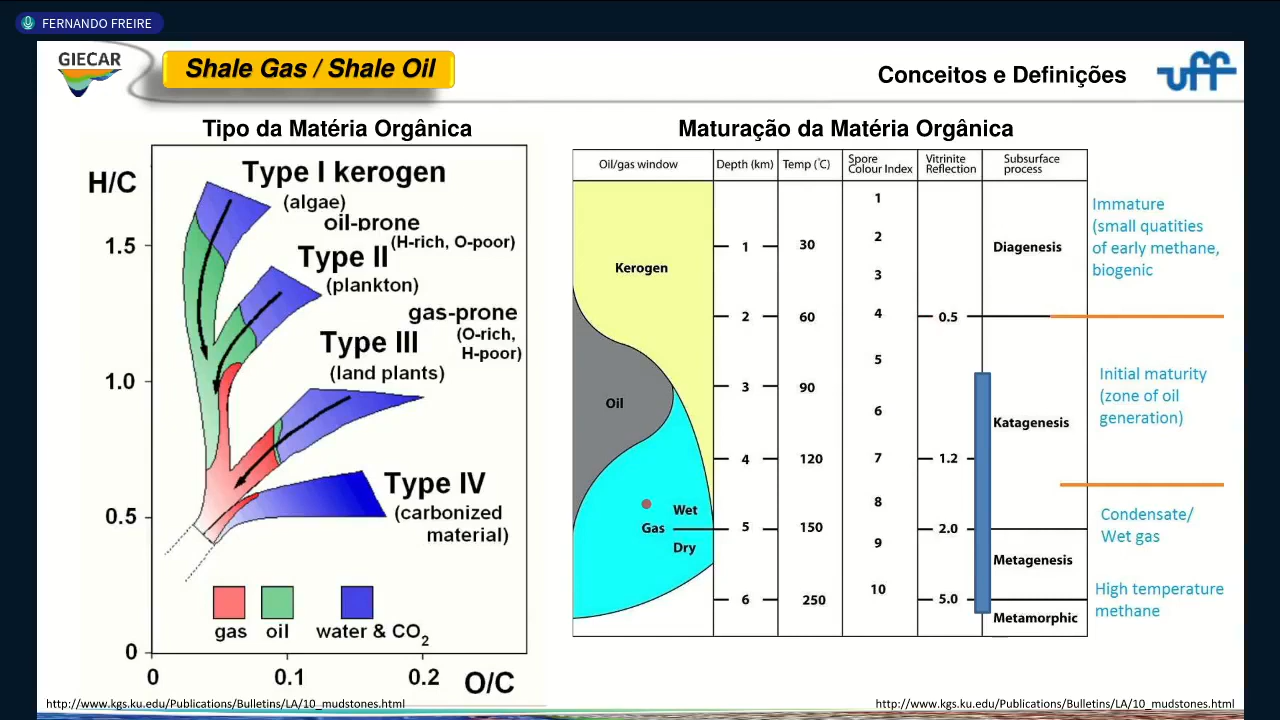 FERNANDO FREIRE
GIECAR
Shale Gas / Shale Oil
Conceitos e Definições
uff
Tipo da Matéria Orgânica
H/C
Type I kerogen
(algae)
oil-prone
(H-rich, O-poor)
1.5
Type II
(plankton)
gas-prone
(O-rich,
H-poor)
Type III
(land plants)
1.0
Type IV
(carbonized
material)
0.5
gas oil water & CO2
0
0 0.1 0.2 O/C
http://www.kgs.ku.edu/Publications/Bulletins/LA/10_mudstones.html
Maturação da Matéria Orgânica
Oil/gas window Depth (km) Temp (°C) Spore Colour Index Vitrinite Reflection Subsurface process
1
Immature
(small quatities
of early methane,
biogenic
2
1 30 Diagenesis
Kerogen
3
2 60 4 0.5
5
Initial maturity
(zone of oil
generation)
3 90
Oil
6
Katagenesis
4 120 7 1.2
8
Wet
Condensate/
Wet gas
Gas 5 150 2.0
9
Dry
Metagenesis
10
High temperature
methane
6 250 5.0
Metamorphic
http://www.kgs.ku.edu/Publications/Bulletins/LA/10_mudstones.html